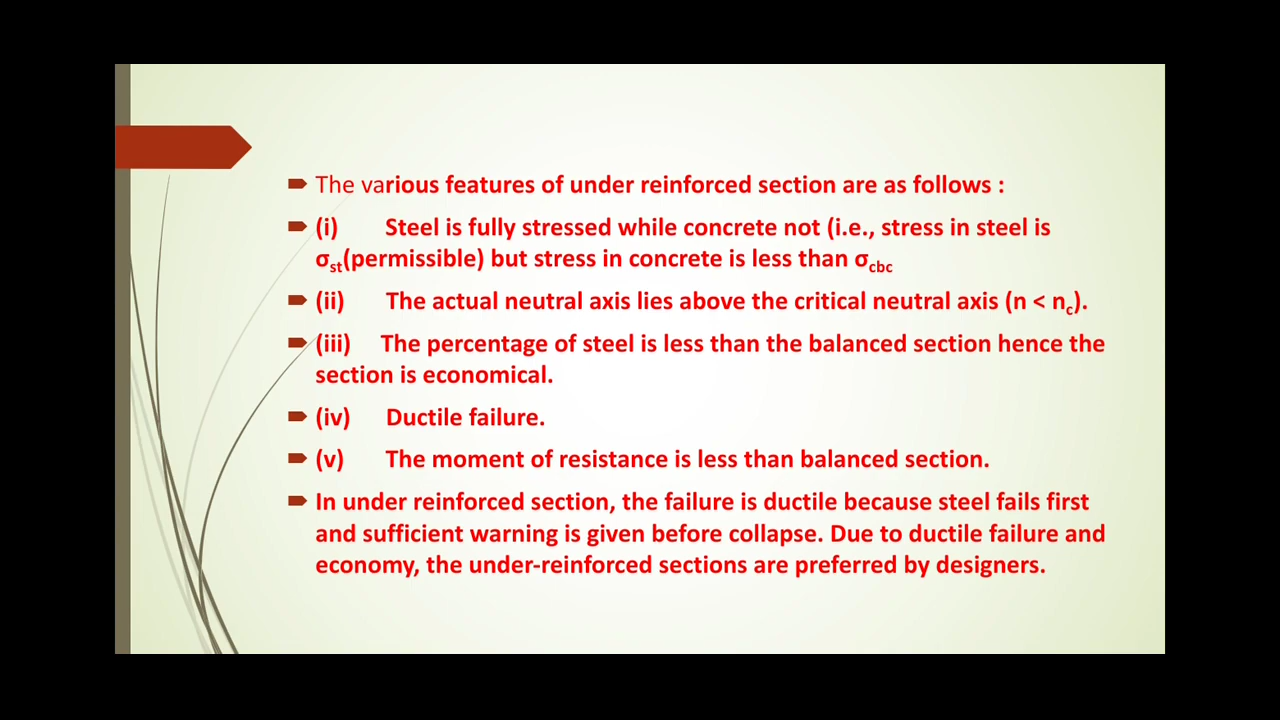 The various features of under reinforced section are as follows :
(i) Steel is fully stressed while concrete not (i.e., stress in steel is
σst(permissible) but stress in concrete is less than σcbc
(ii) The actual neutral axis lies above the critical neutral axis (n < nc).
(iii) The percentage of steel is less than the balanced section hence the
section is economical.
(iv) Ductile failure.
(v) The moment of resistance is less than balanced section.
In under reinforced section, the failure is ductile because steel fails first
and sufficient warning is given before collapse. Due to ductile failure and
economy, the under-reinforced sections are preferred by designers.